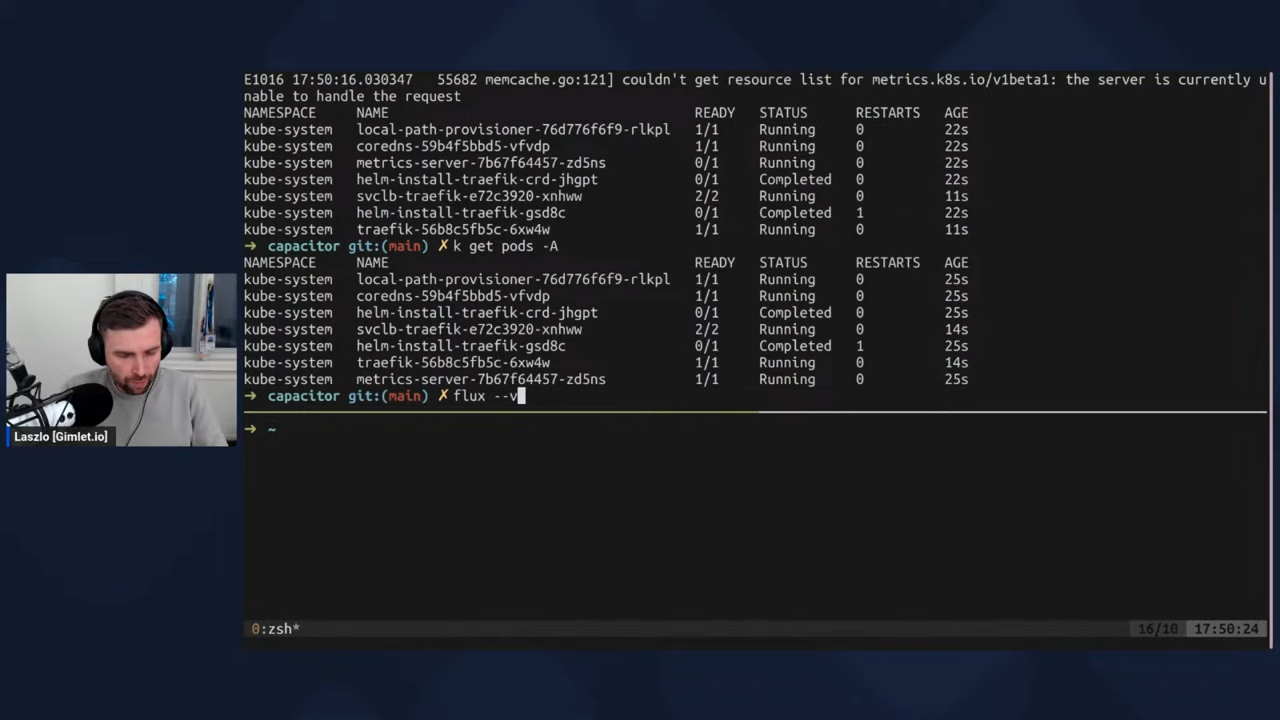 E1016 17:50:16.030347   55682 memcache.go:121] couldn't get resource list for metrics.k8s.io/v1beta1: the server is currently u
nable to handle the request
NAMESPACE     NAME                                      READY   STATUS      RESTARTS   AGE
kube-system   local-path-provisioner-76d776f6f9-rlkpl   1/1     Running     0          22s
kube-system   coredns-59b4f5bbd5-vfvdp                  1/1     Running     0          22s
kube-system   metrics-server-7b67f64457-zd5ns           0/1     Running     0          22s
kube-system   helm-install-traefik-crd-jhgpt            0/1     Completed   0          22s
kube-system   svclb-traefik-e72c3920-xnhww              2/2     Running     0          11s
kube-system   helm-install-traefik-gsd8c                0/1     Completed   1          22s
kube-system   traefik-56b8c5fb5c-6xw4w                  1/1     Running     0          11s
→ capacitor git:(main) ✗ k get pods -A
NAMESPACE     NAME                                      READY   STATUS      RESTARTS   AGE
kube-system   local-path-provisioner-76d776f6f9-rlkpl   1/1     Running     0          25s
kube-system   coredns-59b4f5bbd5-vfvdp                  1/1     Running     0          25s
kube-system   helm-install-traefik-crd-jhgpt            0/1     Completed   0          25s
kube-system   svclb-traefik-e72c3920-xnhww              2/2     Running     0          14s
kube-system   helm-install-traefik-gsd8c                0/1     Completed   1          25s
kube-system   traefik-56b8c5fb5c-6xw4w                  1/1     Running     0          14s
kube-system   metrics-server-7b67f64457-zd5ns           1/1     Running     0          25s
→ capacitor git:(main) ✗ flux --v
→ ~
Laszlo [Gimlet.io]
0:zsh* 16/10 17:50:24